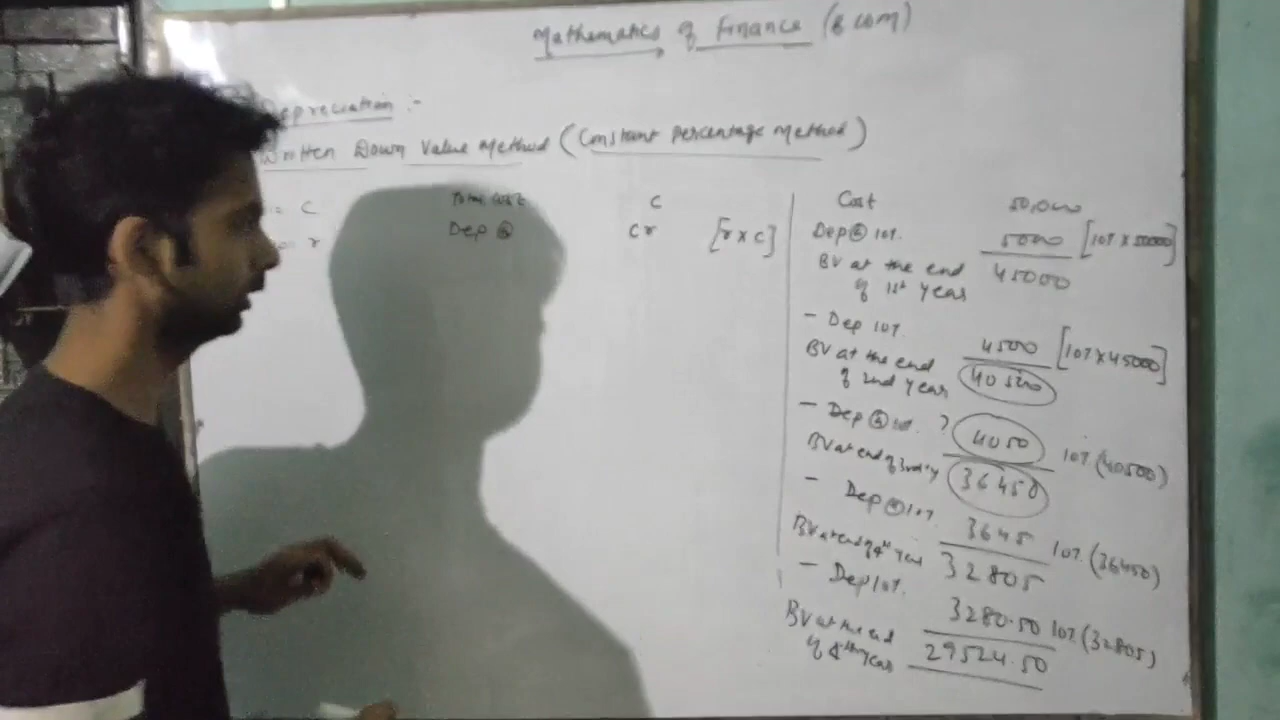 Mathematics of Finance (B com)
Depreciation :-
Written Down Value Method (Constant Percentage Method)
= C
= r
Total Cost C
Dep @ Cr [r x C]
Cost 50,000
Dep @ 10%. 5000 [10% x 50000]
BV at the end 45000
of 1st year
- Dep 10%. 4500 [10% x 45000]
BV at the end 40500
of 2nd year
- Dep @ 10%. 4050 10% (40500)
BV at end of 3rd y 36450
- Dep @ 10%. 3645 10% (36450)
BV at end of 4th year 32805
- Dep 10%. 3280.50 10% (32805)
BV at the end 29524.50
of year